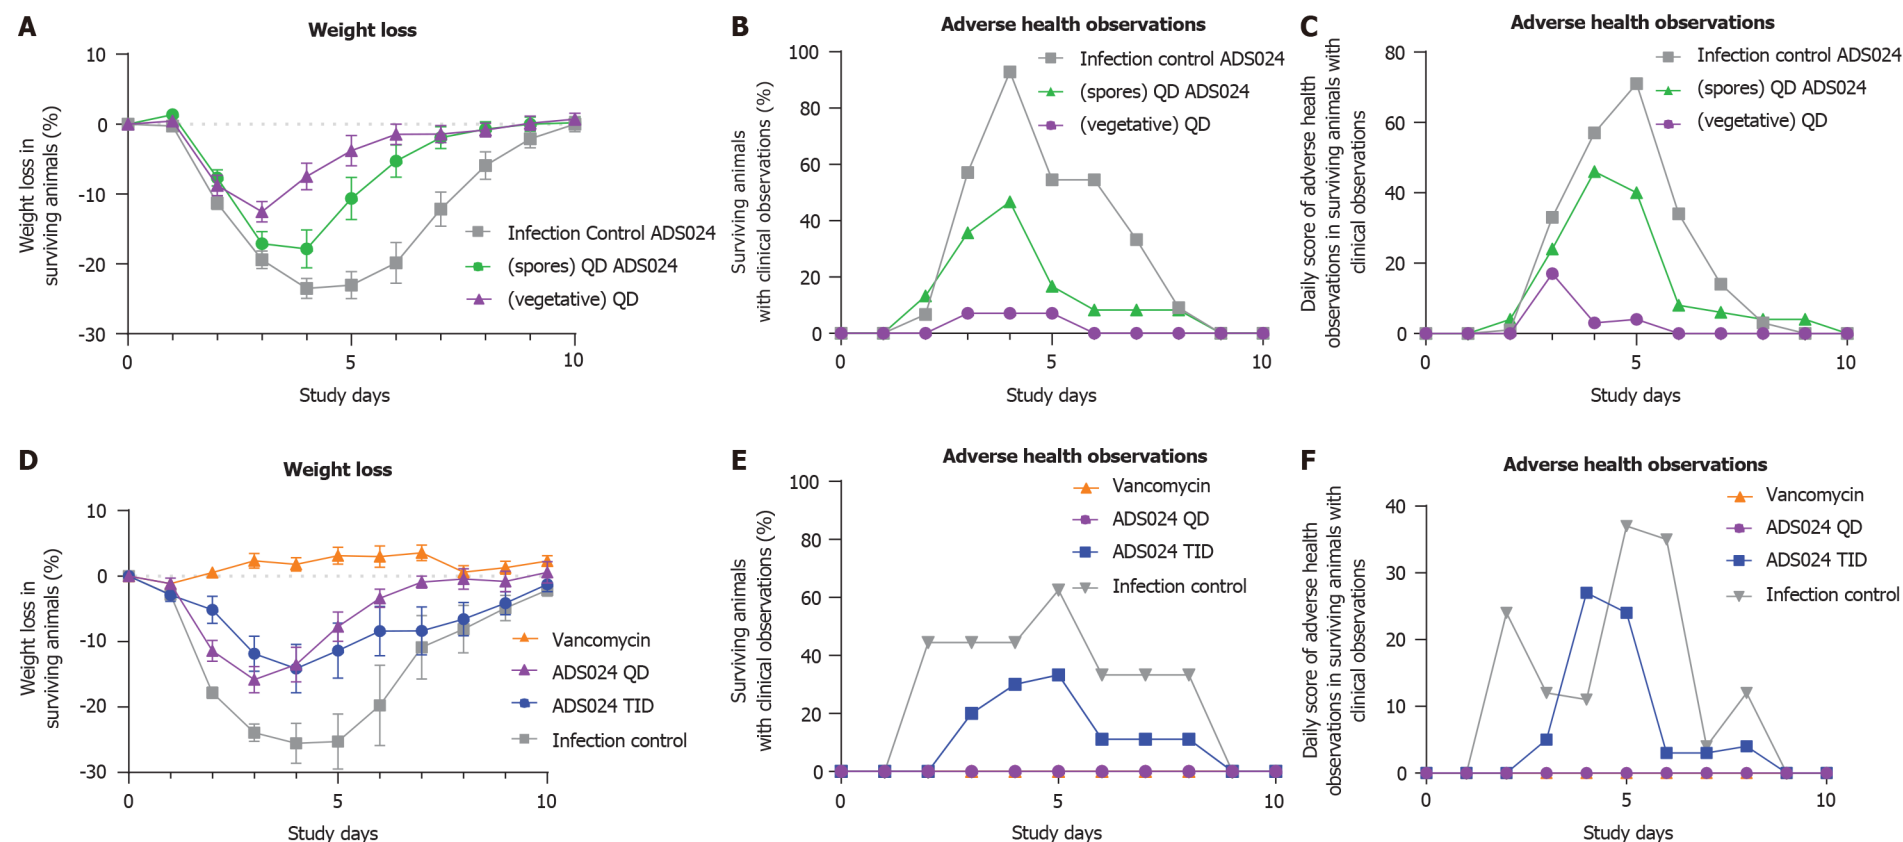 A
Weight loss
10
0
-10
-20
-30
0
5
10
Weight loss in
surviving animals (%)
Study days
Infection Control ADS024
(spores) QD ADS024
(vegetative) QD
B
Adverse health observations
100
80
60
40
20
0
0
5
10
Surviving animals
with clinical observations (%)
Study days
Infection control ADS024
(spores) QD ADS024
(vegetative) QD
C
Adverse health observations
80
60
40
20
0
0
5
10
Daily score of adverse health
observations in surviving animals with
clinical observations
Study days
Infection control ADS024
(spores) QD ADS024
(vegetative) QD
D
Weight loss
10
0
-10
-20
-30
0
5
10
Weight loss in
surviving animals (%)
Study days
Vancomycin
ADS024 QD
ADS024 TID
Infection control
E
Adverse health observations
100
80
60
40
20
0
0
5
10
Surviving animals
with clinical observations (%)
Study days
Vancomycin
ADS024 QD
ADS024 TID
Infection control
F
Adverse health observations
40
30
20
10
0
0
5
10
Daily score of adverse health
observations in surviving animals with
clinical observations
Study days
Vancomycin
ADS024 QD
ADS024 TID
Infection control